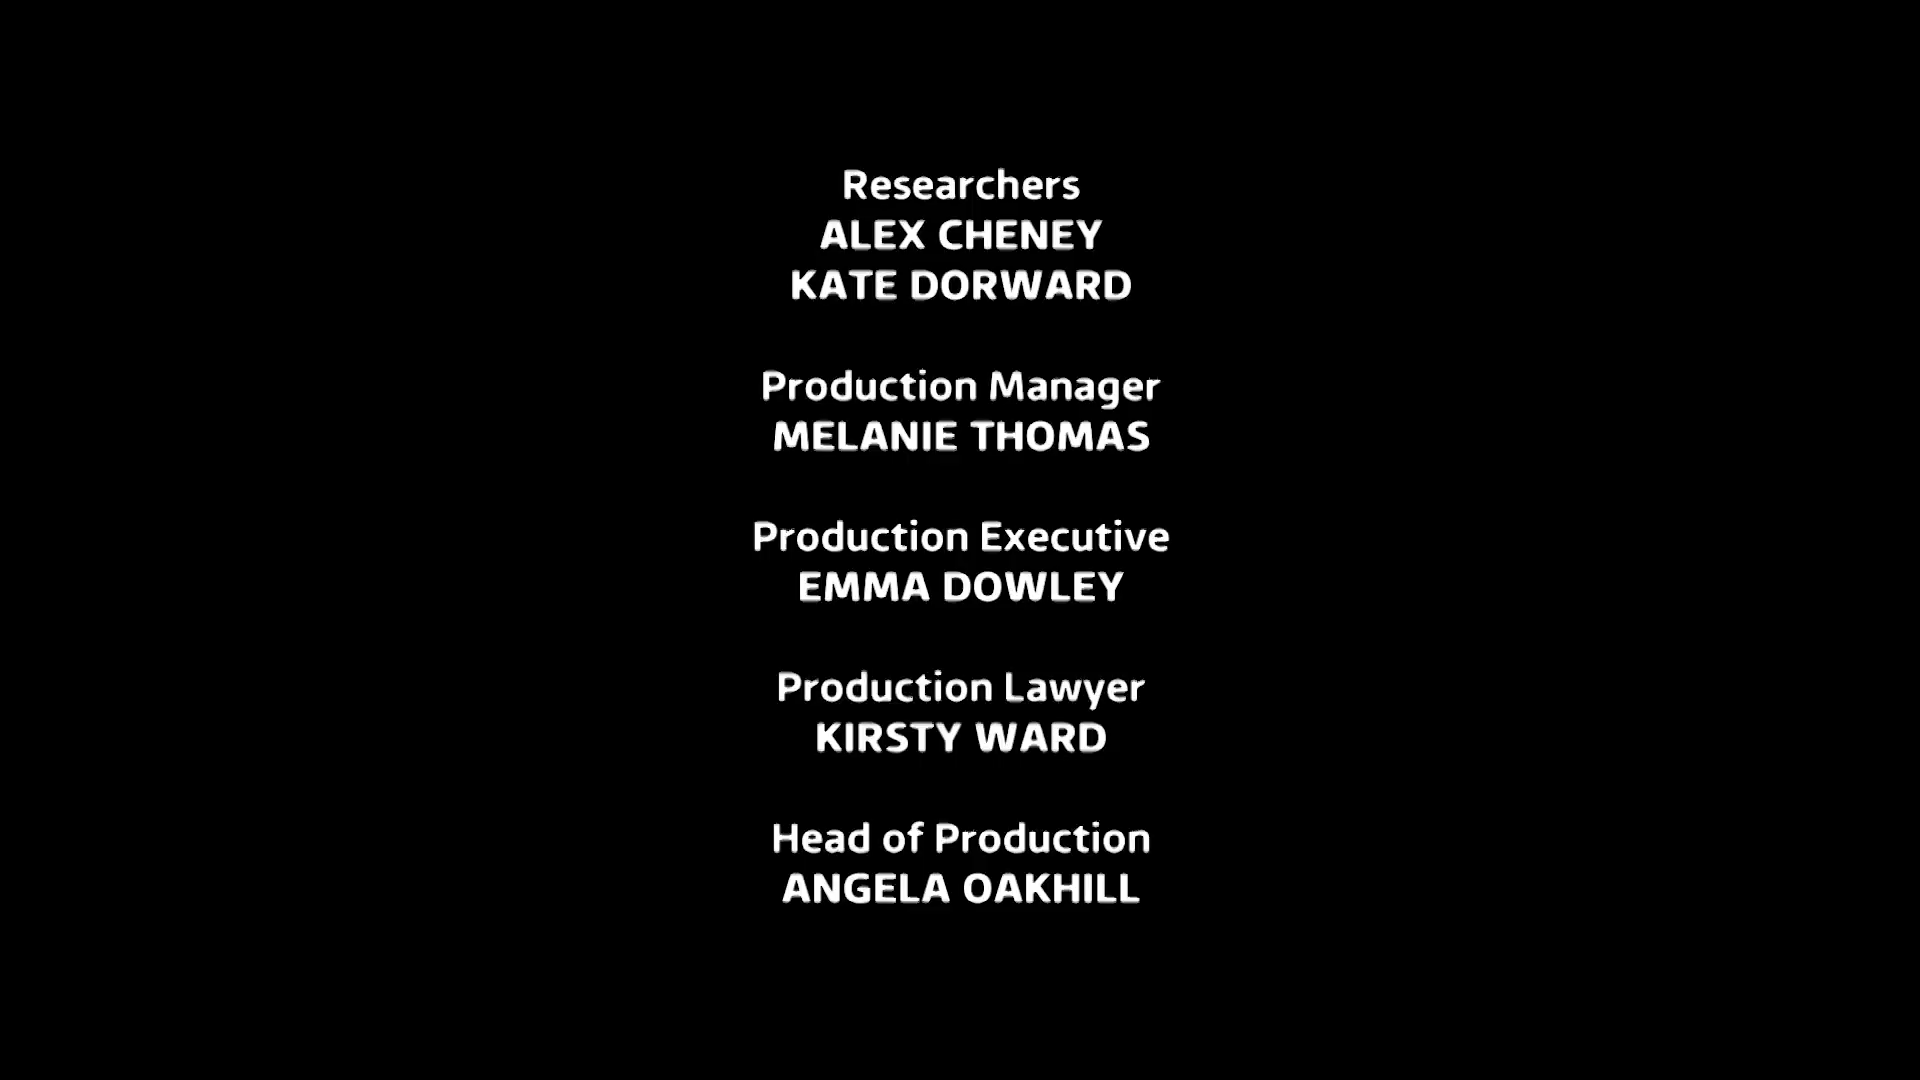 Researchers
ALEX CHENEY
KATE DORWARD
Production Manager
MELANIE THOMAS
Production Executive
EMMA DOWLEY
Production Lawyer
KIRSTY WARD
Head of Production
ANGELA OAKHILL